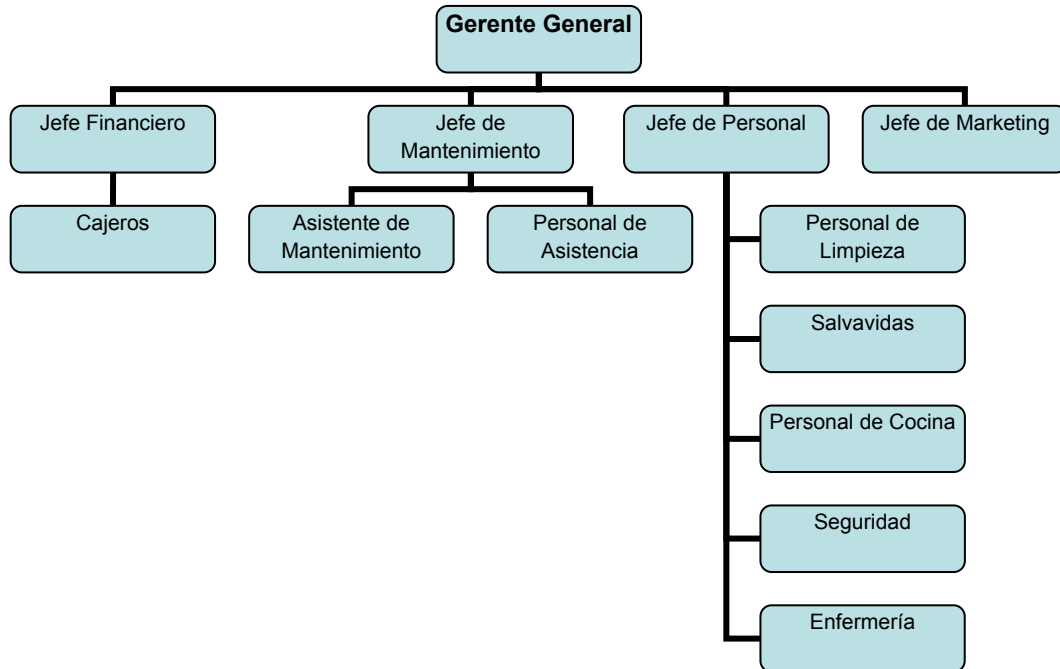 Gerente General
Jefe Financiero
Jefe de
Mantenimiento
Jefe de Personal
Jefe de Marketing
Cajeros
Asistente de
Mantenimiento
Personal de
Asistencia
Personal de
Limpieza
Salvavidas
Personal de Cocina
Seguridad
Enfermería